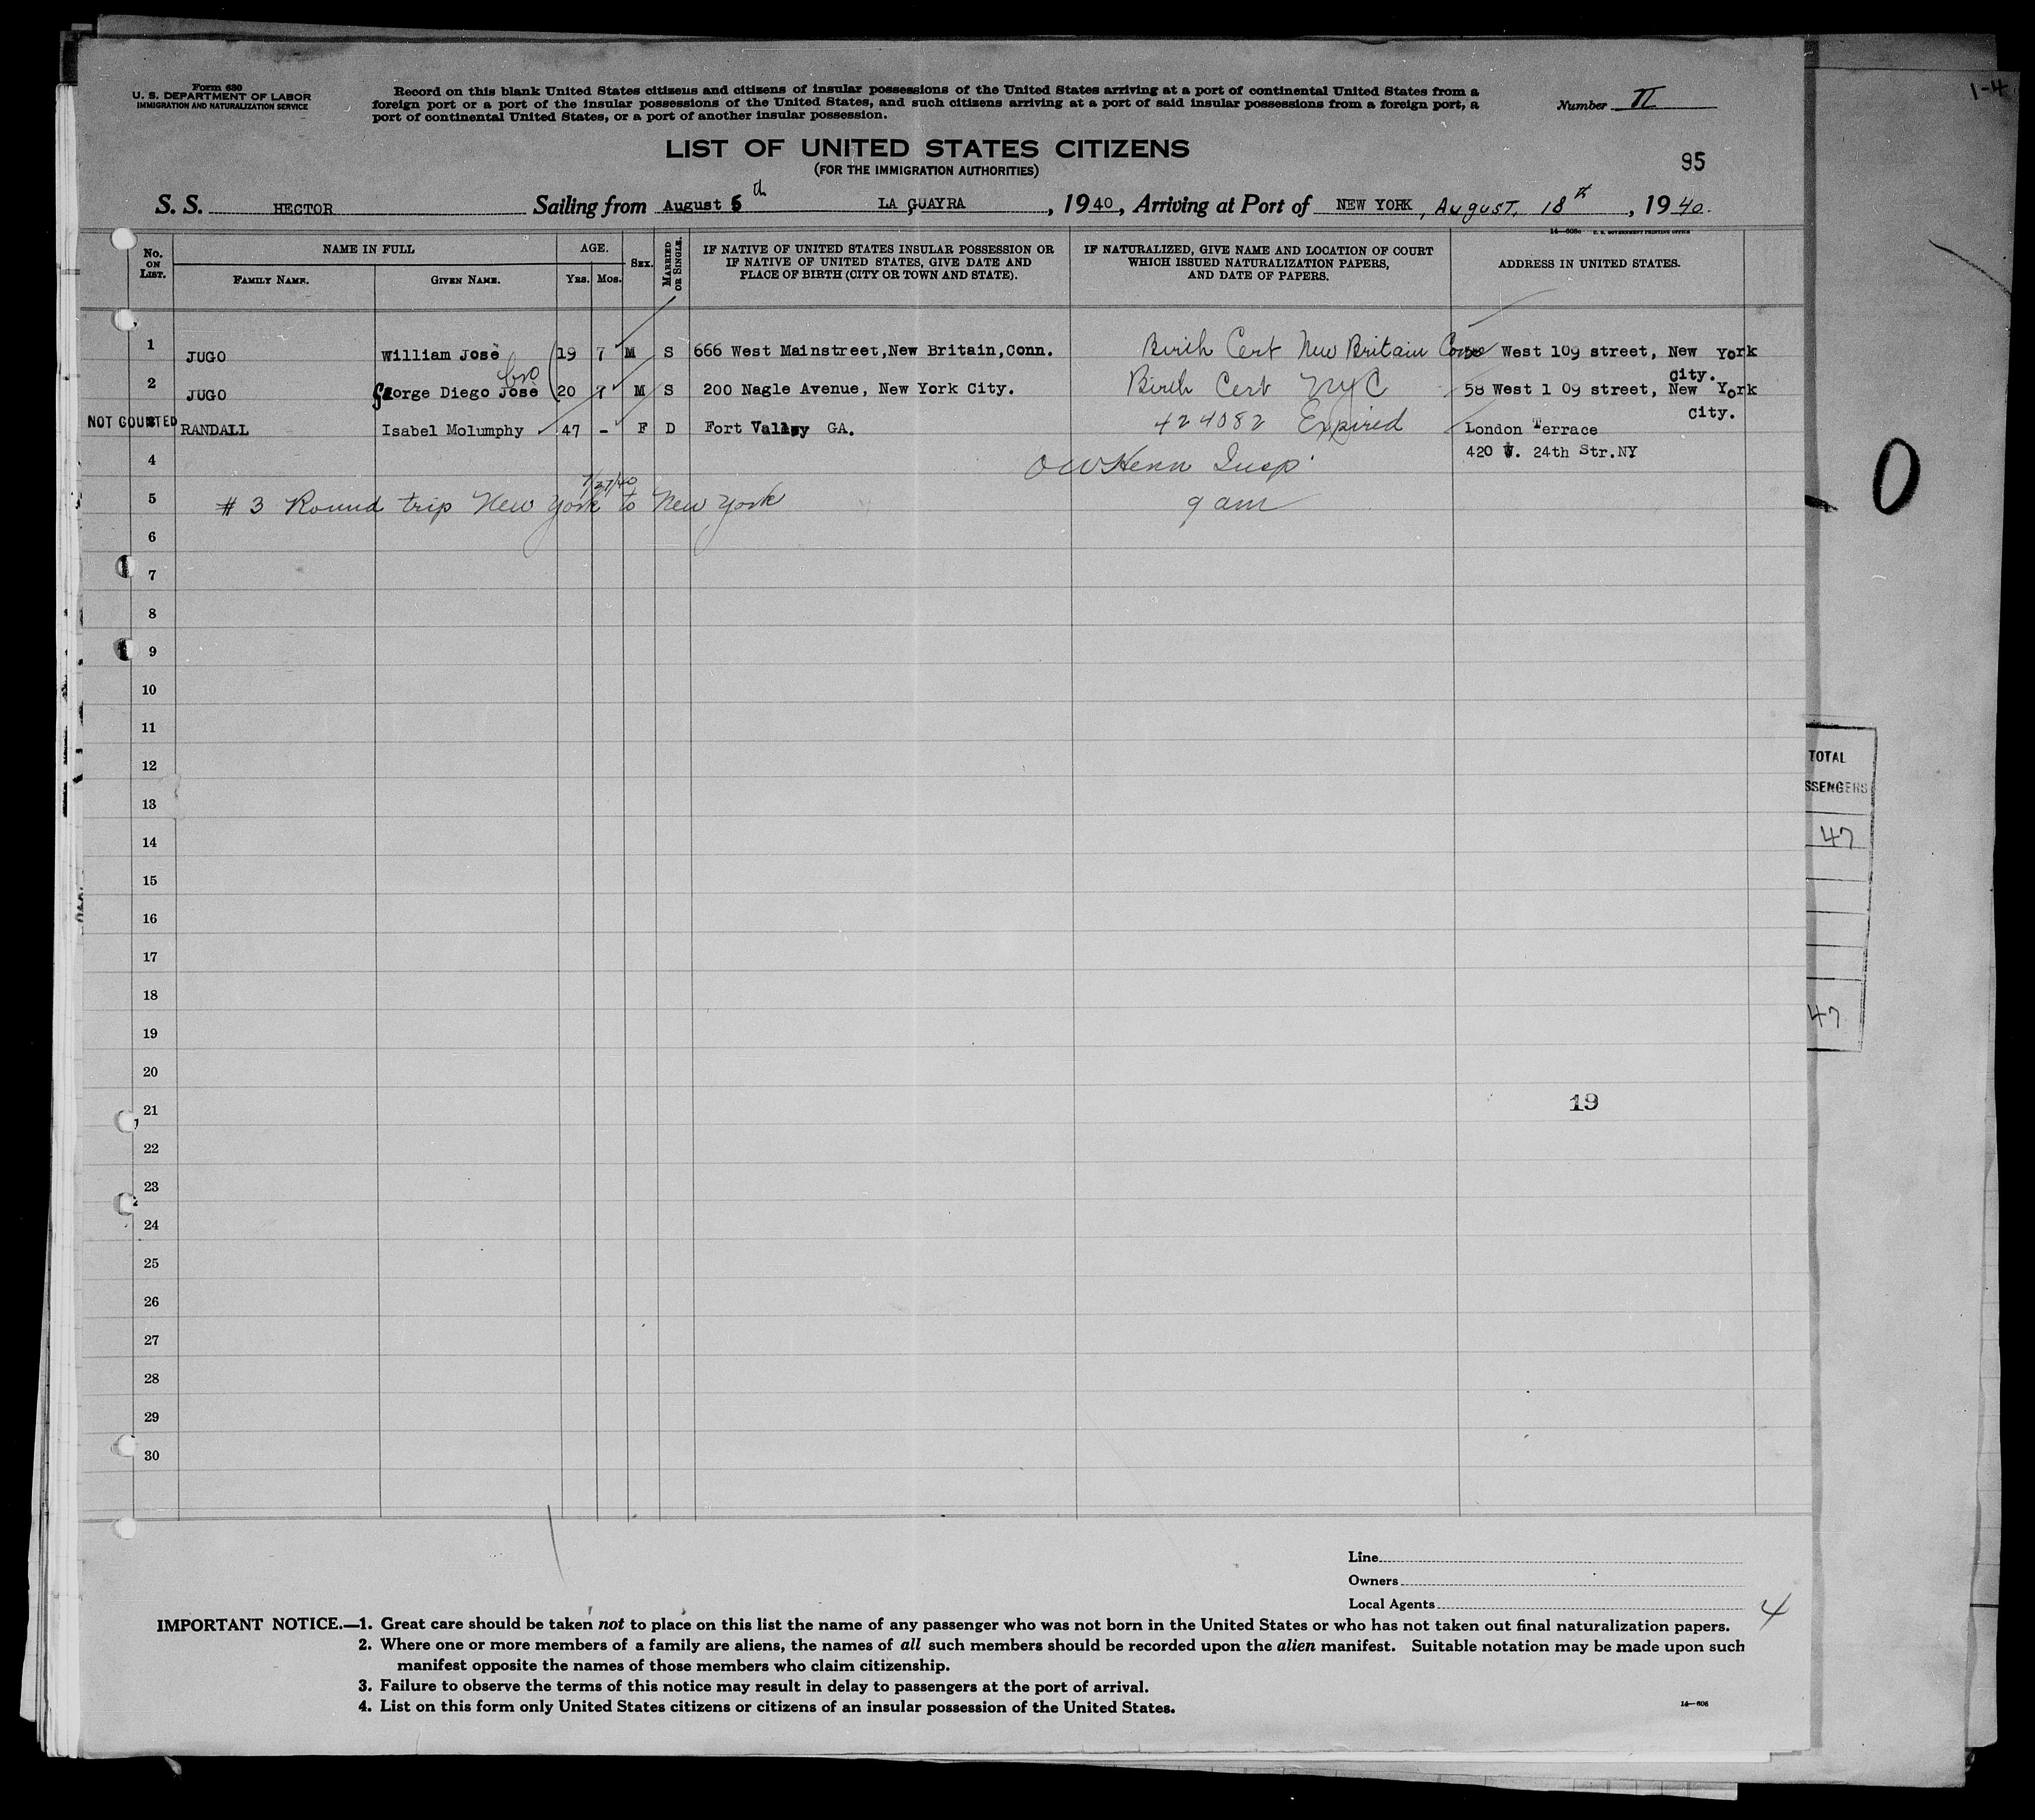 1-4
Form 630
U. S. DEPARTMENT OF LABOR
IMMIGRATION AND NATURALIZATION SERVICE
Record on this blank United States citizens and citizens of insular possessions of the United States arriving at a port of continental United States from a
foreign port or a port of the insular possessions of the United States, and such citizens arriving at a port of said insular possessions from a foreign port, a
port of continental United States, or a port of another insular possession.
Number II
LIST OF UNITED STATES CITIZENS
(FOR THE IMMIGRATION AUTHORITIES)
95
S. S. HECTOR Sailing from August 6th LA GUAYRA, 1940, Arriving at Port of NEW YORK, August, 18th, 1940.
U. S. GOVERNMENT PRINTING OFFICE
No. ON LIST. NAME IN FULL FAMILY NAME. GIVEN NAME. AGE. Yrs. Mos. SEX. MARRIED OR SINGLE. IF NATIVE OF UNITED STATES INSULAR POSSESSION OR IF NATIVE OF UNITED STATES, GIVE DATE AND PLACE OF BIRTH (CITY OR TOWN AND STATE). IF NATURALIZED, GIVE NAME AND LOCATION OF COURT WHICH ISSUED NATURALIZATION PAPERS, AND DATE OF PAPERS. ADDRESS IN UNITED STATES.
1 JUGO William José 19 7 M S 666 West Mainstreet,New Britain,Conn. Birth Cert New Britain Conn West 109 street, New York
City.
bro
2 JUGO George Diego José 20 7 M S 200 Nagle Avenue, New York City. Birth Cert NYC 58 West 1 09 street, New York
City.
NOT COUNTED RANDALL Isabel Molumphy 47 - F D Fort Valley GA. 424082 Expired London Terrace
4 Insp. 420 W. 24th Str.NY
7/27/40
5 # 3 Round trip New York to New York 9 am
6
7
8
9
10
11
12
13
14
15
16
17
18
19
20
21 19
22
23
24
25
26
27
28
29
30
O
TOTAL
SSENGERS
47
47
Line
Owners
Local Agents
4
IMPORTANT NOTICE.—1. Great care should be taken not to place on this list the name of any passenger who was not born in the United States or who has not taken out final naturalization papers.
2. Where one or more members of a family are aliens, the names of all such members should be recorded upon the alien manifest. Suitable notation may be made upon such
manifest opposite the names of those members who claim citizenship.
3. Failure to observe the terms of this notice may result in delay to passengers at the port of arrival.
4. List on this form only United States citizens or citizens of an insular possession of the United States.
14—606